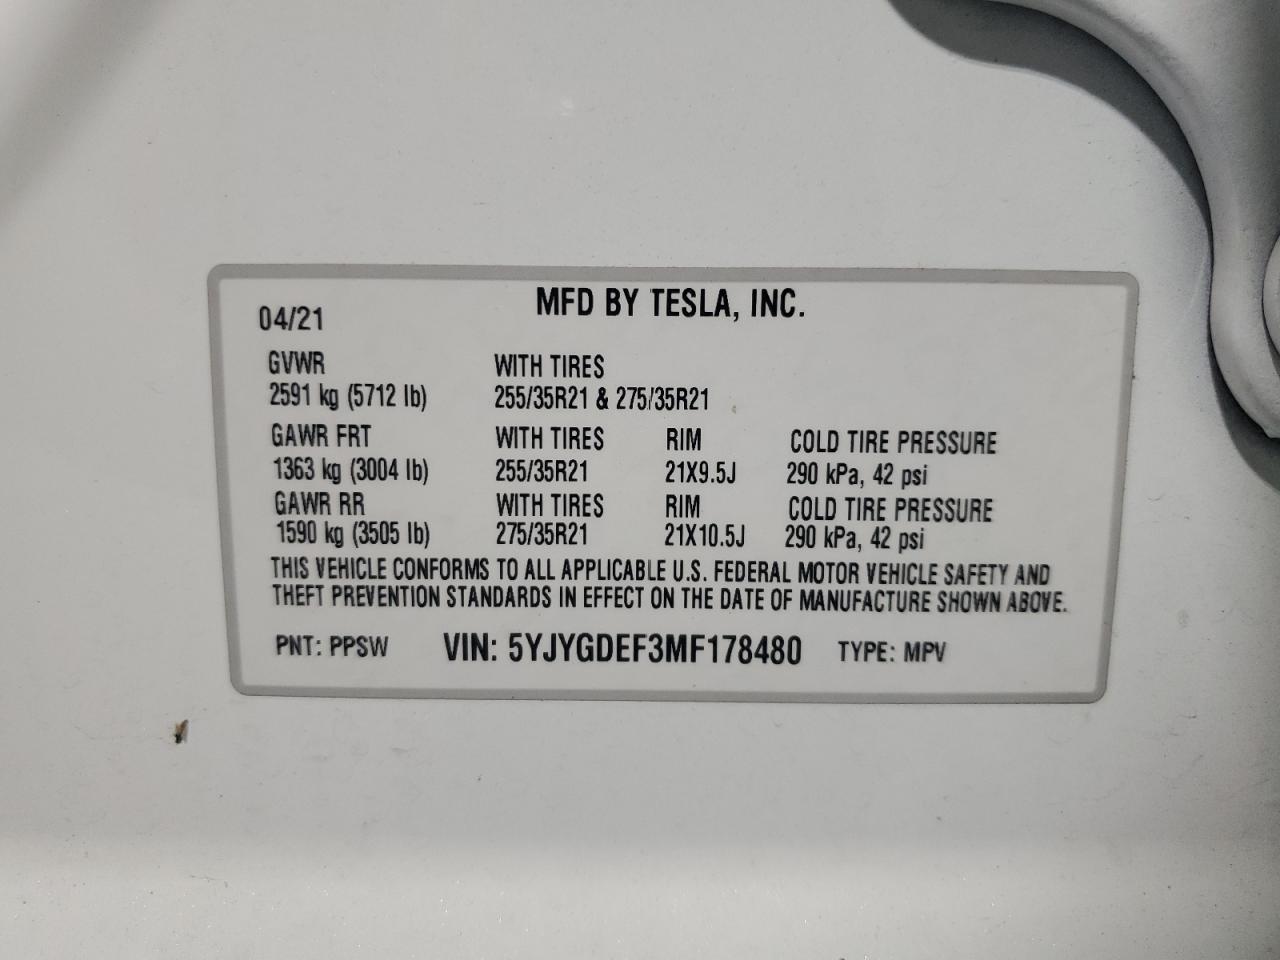 MFD BY TESLA, INC.
04/21
GVWR WITH TIRES
2591 kg (5712 lb) 255/35R21 & 275/35R21
GAWR FRT WITH TIRES RIM COLD TIRE PRESSURE
1363 kg (3004 lb) 255/35R21 21X9.5J 290 kPa, 42 psi
GAWR RR WITH TIRES RIM COLD TIRE PRESSURE
1590 kg (3505 lb) 275/35R21 21X10.5J 290 kPa, 42 psi
THIS VEHICLE CONFORMS TO ALL APPLICABLE U.S. FEDERAL MOTOR VEHICLE SAFETY AND
THEFT PREVENTION STANDARDS IN EFFECT ON THE DATE OF MANUFACTURE SHOWN ABOVE.
PNT: PPSW VIN: 5YJYGDEF3MF178480 TYPE: MPV